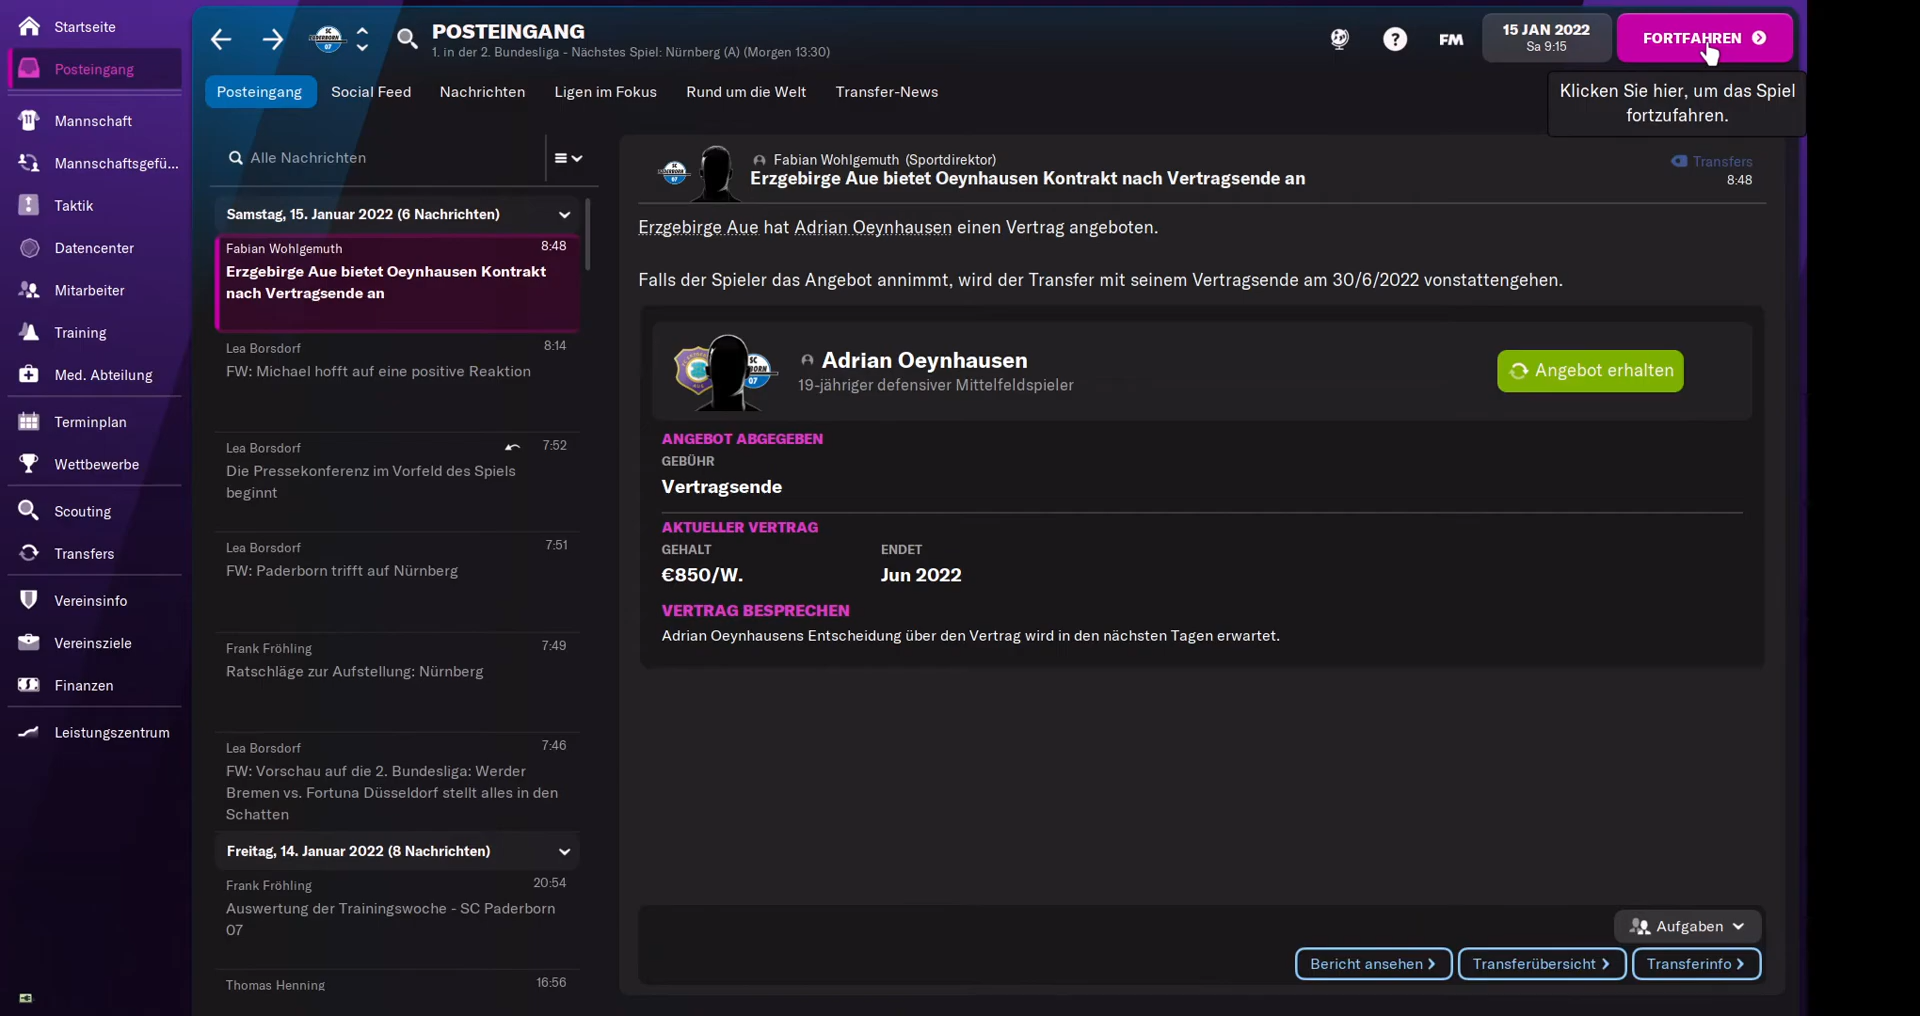 Startseite
Posteingang
Mannschaft
Mannschaftsgefü...
Taktik
Datencenter
Mitarbeiter
Training
Med. Abteilung
Terminplan
Wettbewerbe
Scouting
Transfers
Vereinsinfo
Vereinsziele
Finanzen
Leistungszentrum
POSTEINGANG
1. in der 2. Bundesliga - Nächstes Spiel: Nürnberg (A) (Morgen 13:30)
FM
15 JAN 2022
Sa 9:15
FORTFAHREN
Klicken Sie hier, um das Spiel
fortzufahren.
Posteingang
Social Feed
Nachrichten
Ligen im Fokus
Rund um die Welt
Transfer-News
Alle Nachrichten
Samstag, 15. Januar 2022 (6 Nachrichten)
Fabian Wohlgemuth 8:48
Erzgebirge Aue bietet Oeynhausen Kontrakt
nach Vertragsende an
Lea Borsdorf 8:14
FW: Michael hofft auf eine positive Reaktion
Lea Borsdorf 7:52
Die Pressekonferenz im Vorfeld des Spiels
beginnt
Lea Borsdorf 7:51
FW: Paderborn trifft auf Nürnberg
Frank Fröhling 7:49
Ratschläge zur Aufstellung: Nürnberg
Lea Borsdorf 7:46
FW: Vorschau auf die 2. Bundesliga: Werder
Bremen vs. Fortuna Düsseldorf stellt alles in den
Schatten
Freitag, 14. Januar 2022 (8 Nachrichten)
Frank Fröhling 20:54
Auswertung der Trainingswoche - SC Paderborn
07
Thomas Henning 16:56
Fabian Wohlgemuth (Sportdirektor)
Erzgebirge Aue bietet Oeynhausen Kontrakt nach Vertragsende an
Transfers
8:48
Erzgebirge Aue hat Adrian Oeynhausen einen Vertrag angeboten.
Falls der Spieler das Angebot annimmt, wird der Transfer mit seinem Vertragsende am 30/6/2022 vonstattengehen.
Adrian Oeynhausen
19-jähriger defensiver Mittelfeldspieler
Angebot erhalten
ANGEBOT ABGEGEBEN
GEBÜHR
Vertragsende
AKTUELLER VERTRAG
GEHALT ENDET
€850/W. Jun 2022
VERTRAG BESPRECHEN
Adrian Oeynhausens Entscheidung über den Vertrag wird in den nächsten Tagen erwartet.
Aufgaben
Bericht ansehen
Transferübersicht
Transferinfo